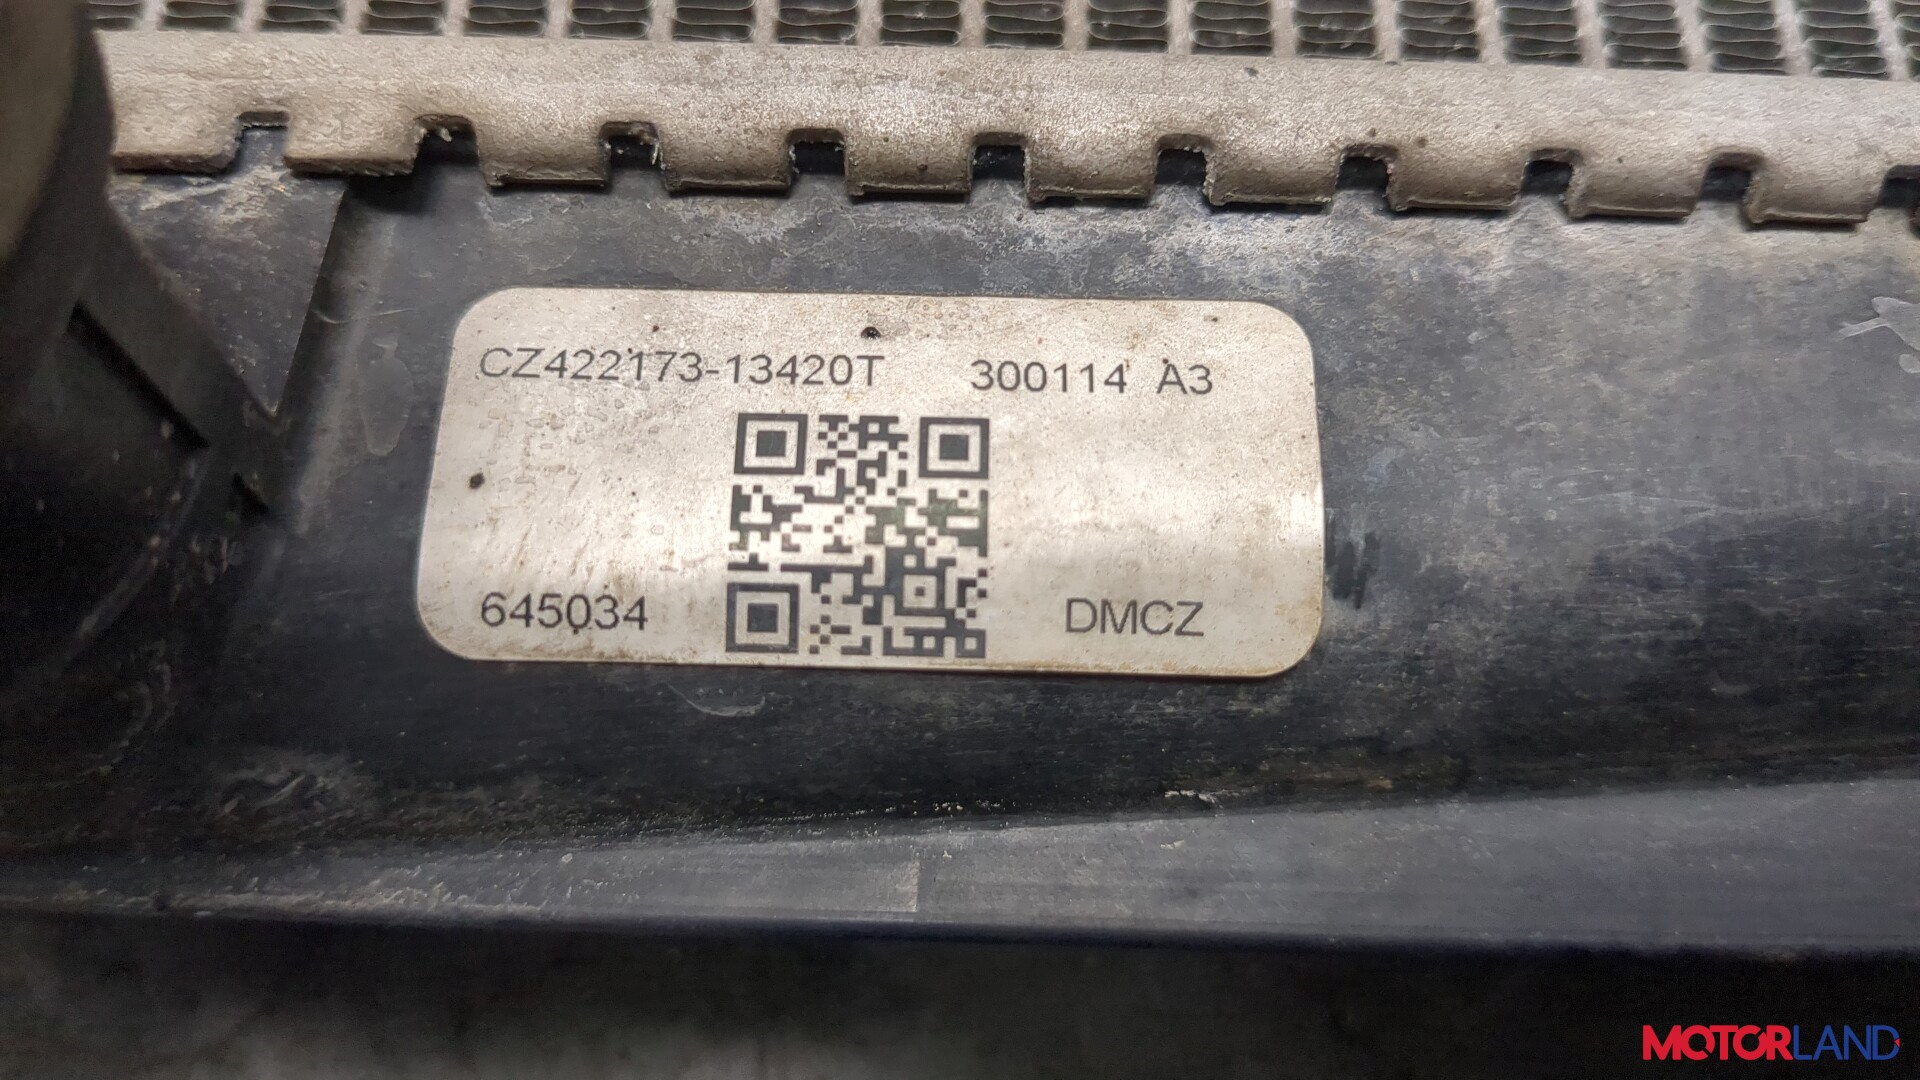 CZ422173-13420T 300114 A3
645034 DMCZ
MOTORLAND